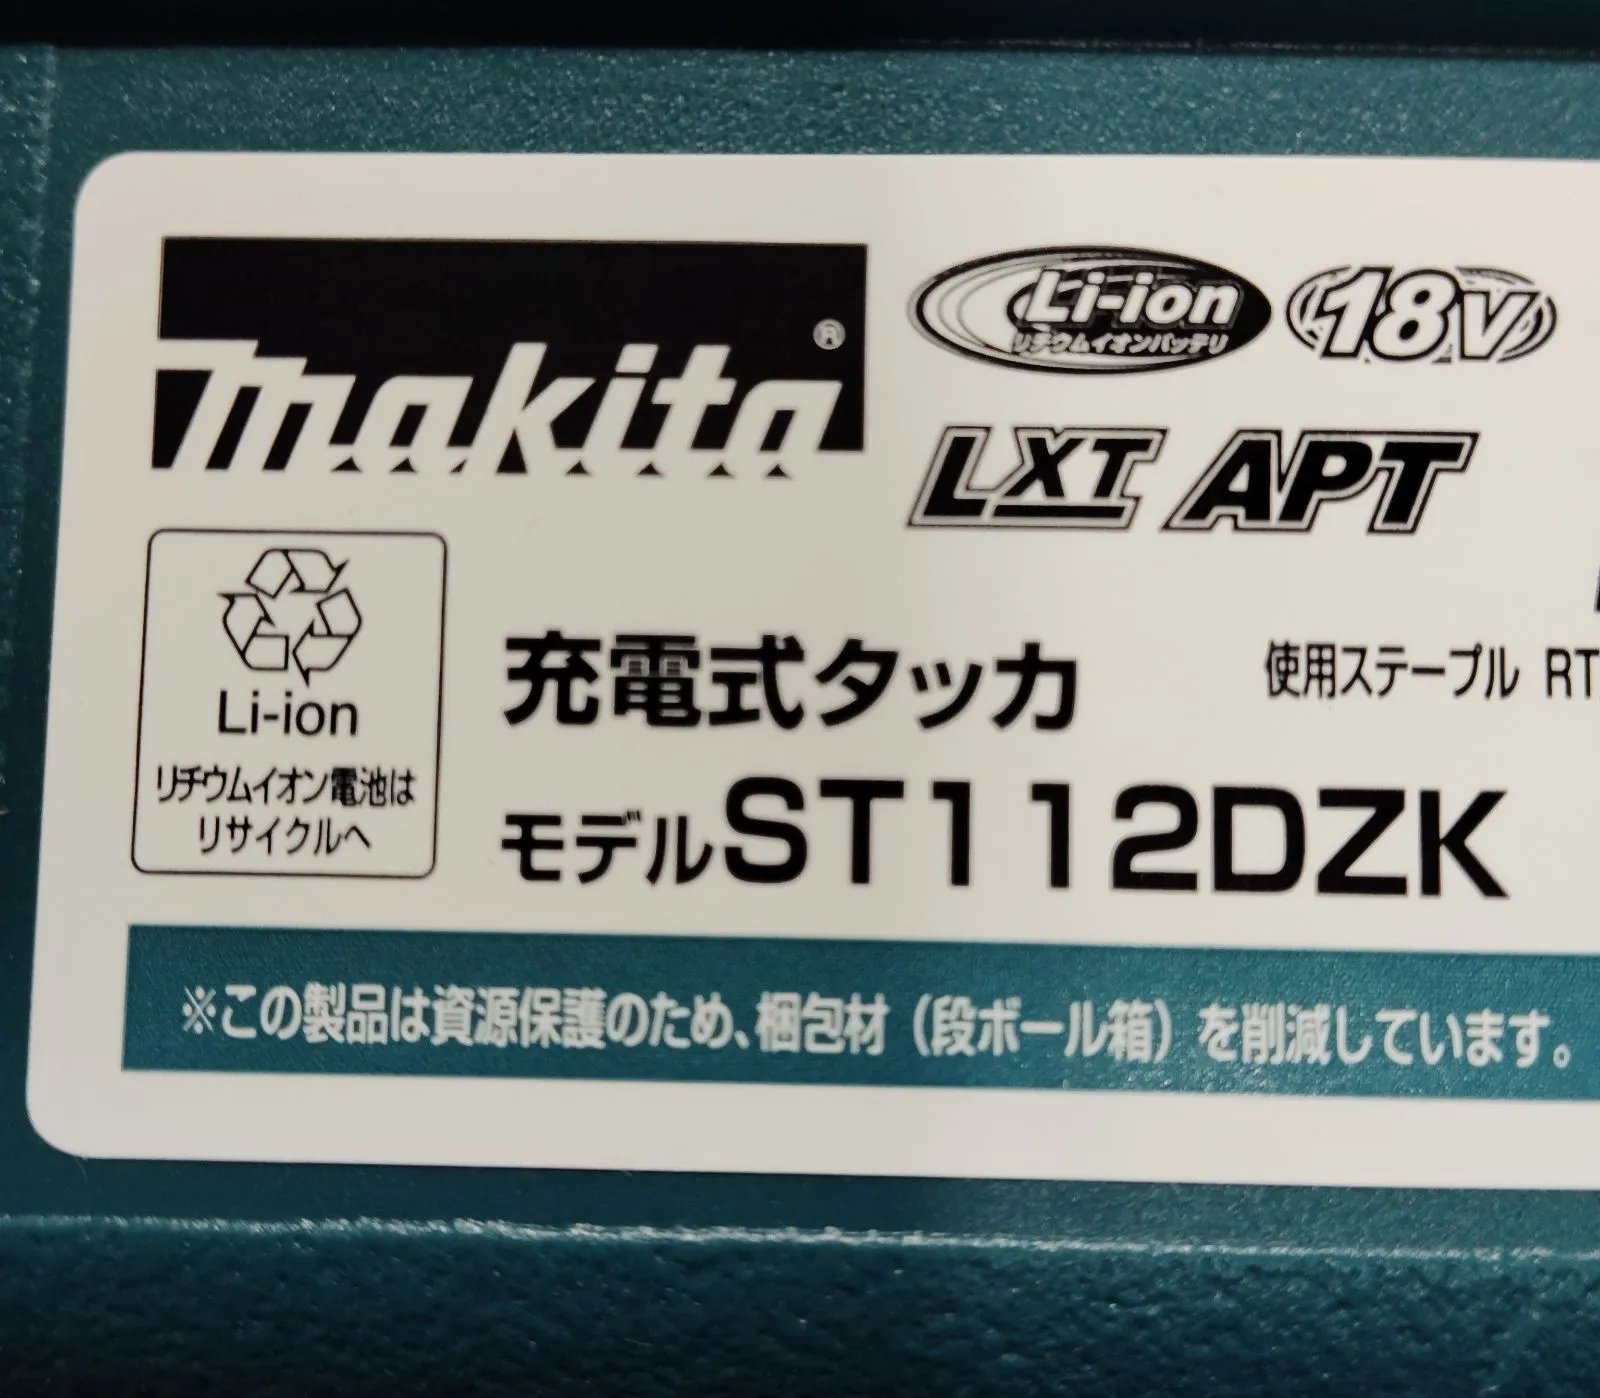 makita®
Li-ion
リチウムイオンバッテリ
18V
LXT APT
Li-ion
リチウムイオン電池は
リサイクルへ
充電式タッカ
使用ステープル RT
モデルST112DZK
※この製品は資源保護のため、梱包材（段ボール箱）を削減しています。